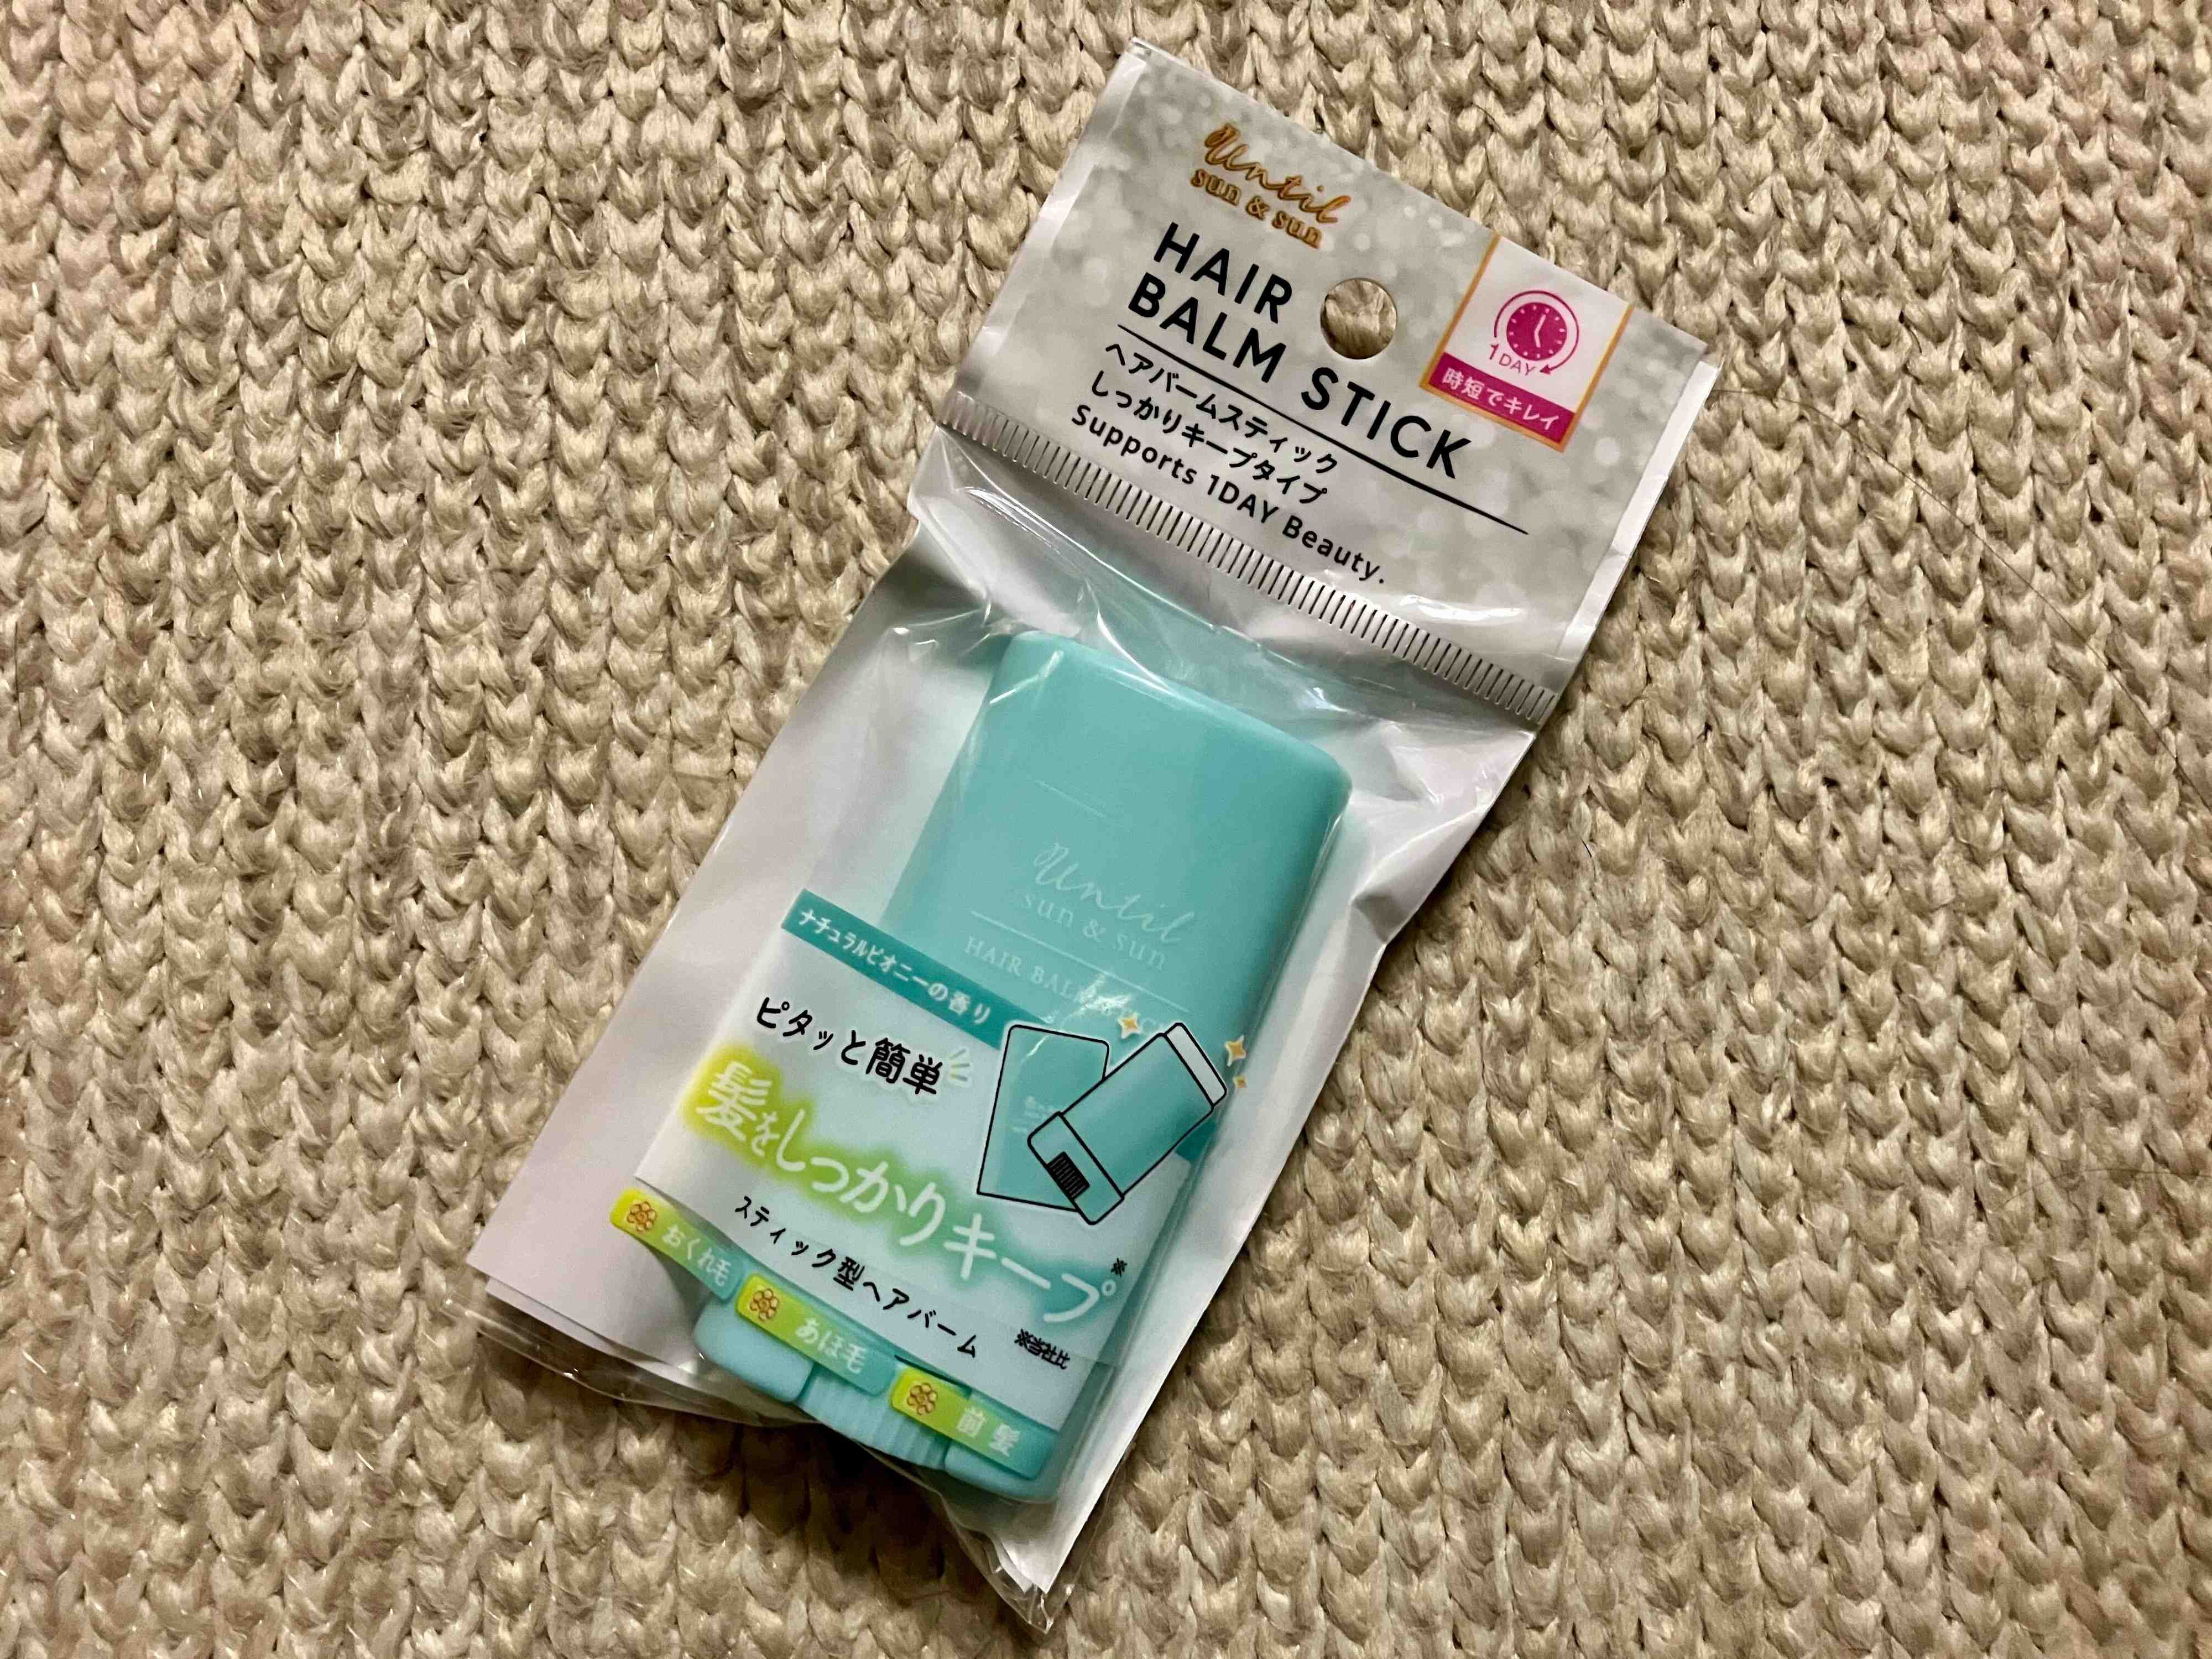 Until
sun & sun
HAIR
BALM STICK
ヘアバームスティック
しっかりキープタイプ
Supports 1DAY Beauty.
1DAY
時短でキレイ
Until
sun & sun
HAIR BALM
ナチュラルピオニーの香り
ピタッと簡単
髪をしっかりキープ※
スティック型ヘアバーム
※当社比
おくれ毛
あほ毛
前髪